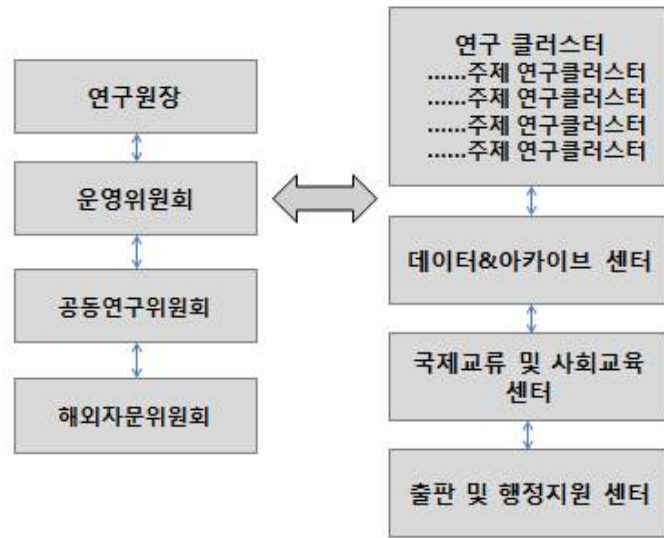 연구원장
운영위원회
공동연구위원회
해외자문위원회
연구 클러스터
......주제 연구클러스터
......주제 연구클러스터
......주제 연구클러스터
......주제 연구클러스터
데이터&아카이브 센터
국제교류 및 사회교육
센터
출판 및 행정지원 센터